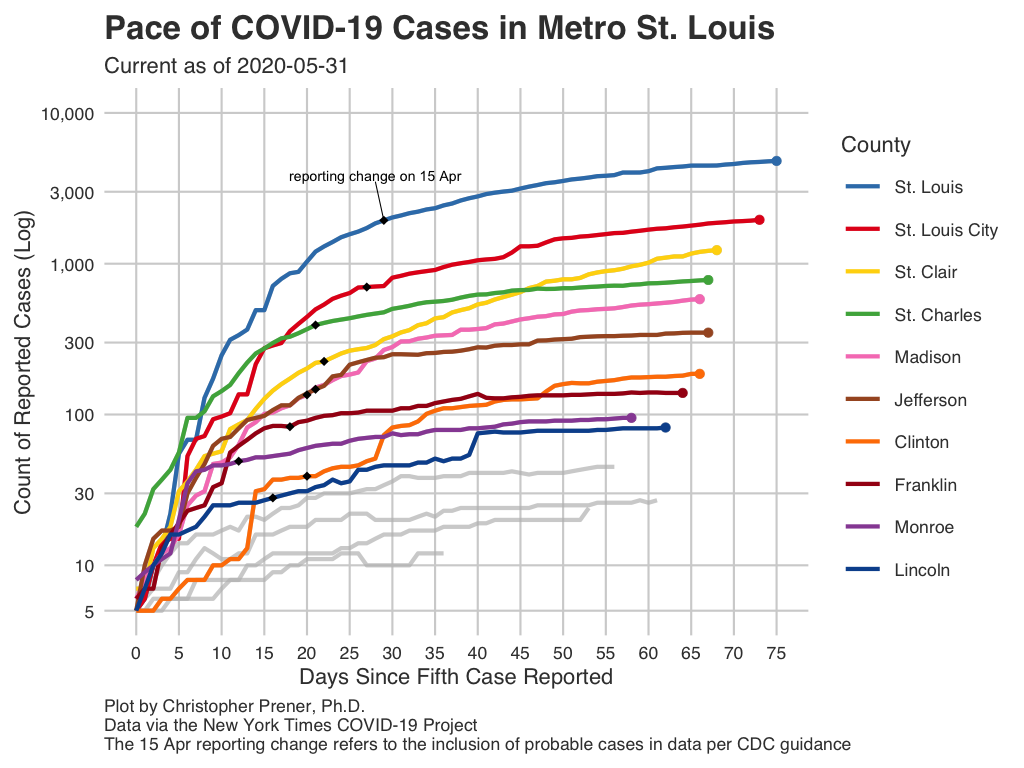 Pace of COVID-19 Cases in Metro St. Louis
Current as of 2020-05-31
Count of Reported Cases (Log)
10,000
3,000
1,000
300
100
30
10
5
reporting change on 15 Apr
0 5 10 15 20 25 30 35 40 45 50 55 60 65 70 75
Days Since Fifth Case Reported
County
St. Louis
St. Louis City
St. Clair
St. Charles
Madison
Jefferson
Clinton
Franklin
Monroe
Lincoln
Plot by Christopher Prener, Ph.D.
Data via the New York Times COVID-19 Project
The 15 Apr reporting change refers to the inclusion of probable cases in data per CDC guidance